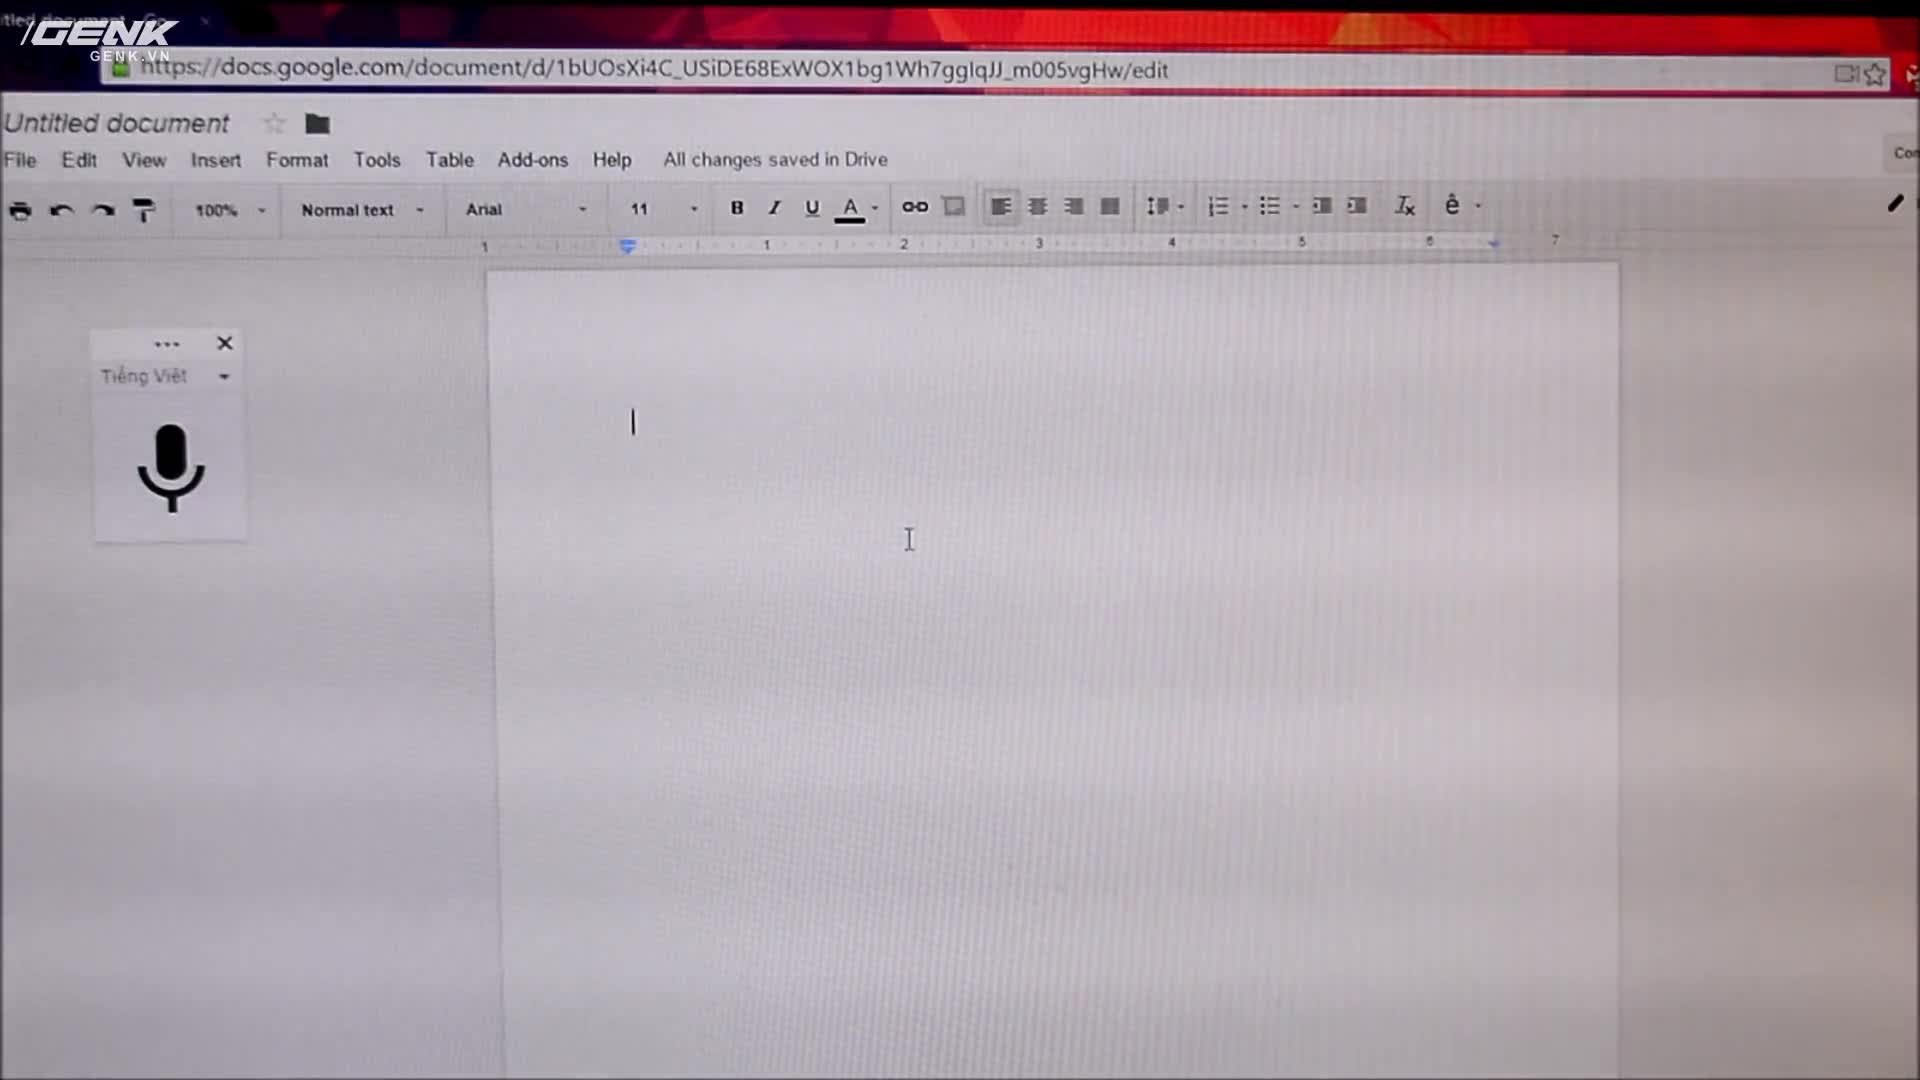 GENK
GENK.VN
https://docs.google.com/document/d/1bUOsXi4C_USiDE68ExWOX1bg1Wh7gglqJJ_m005vgHw/edit
Untitled document
File Edit View Insert Format Tools Table Add-ons Help All changes saved in Drive
100% Normal text Arial 11 B I U A ê
1 1 2 3 4 5 6 7
Tiếng Việt